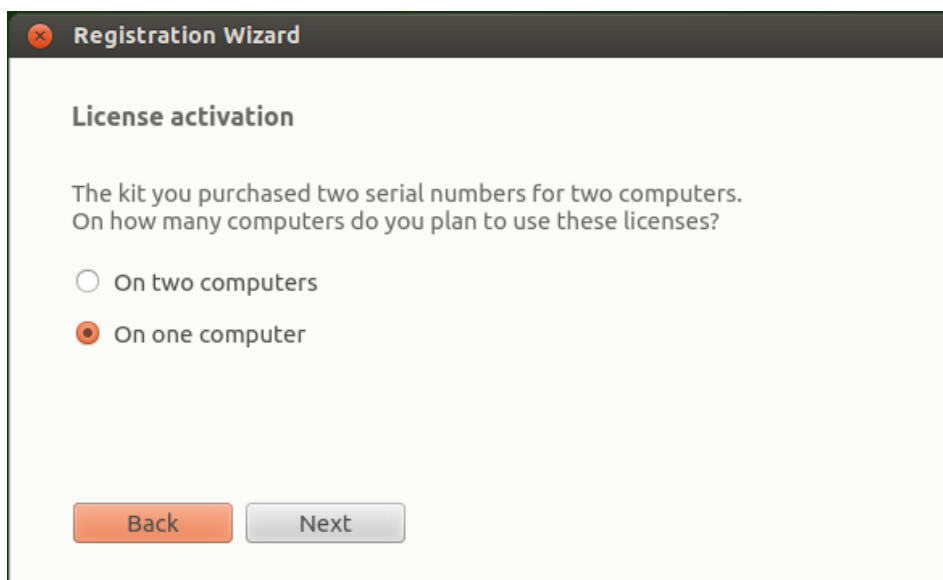 Registration Wizard
License activation
The kit you purchased two serial numbers for two computers.
On how many computers do you plan to use these licenses?
On two computers
On one computer
Back
Next